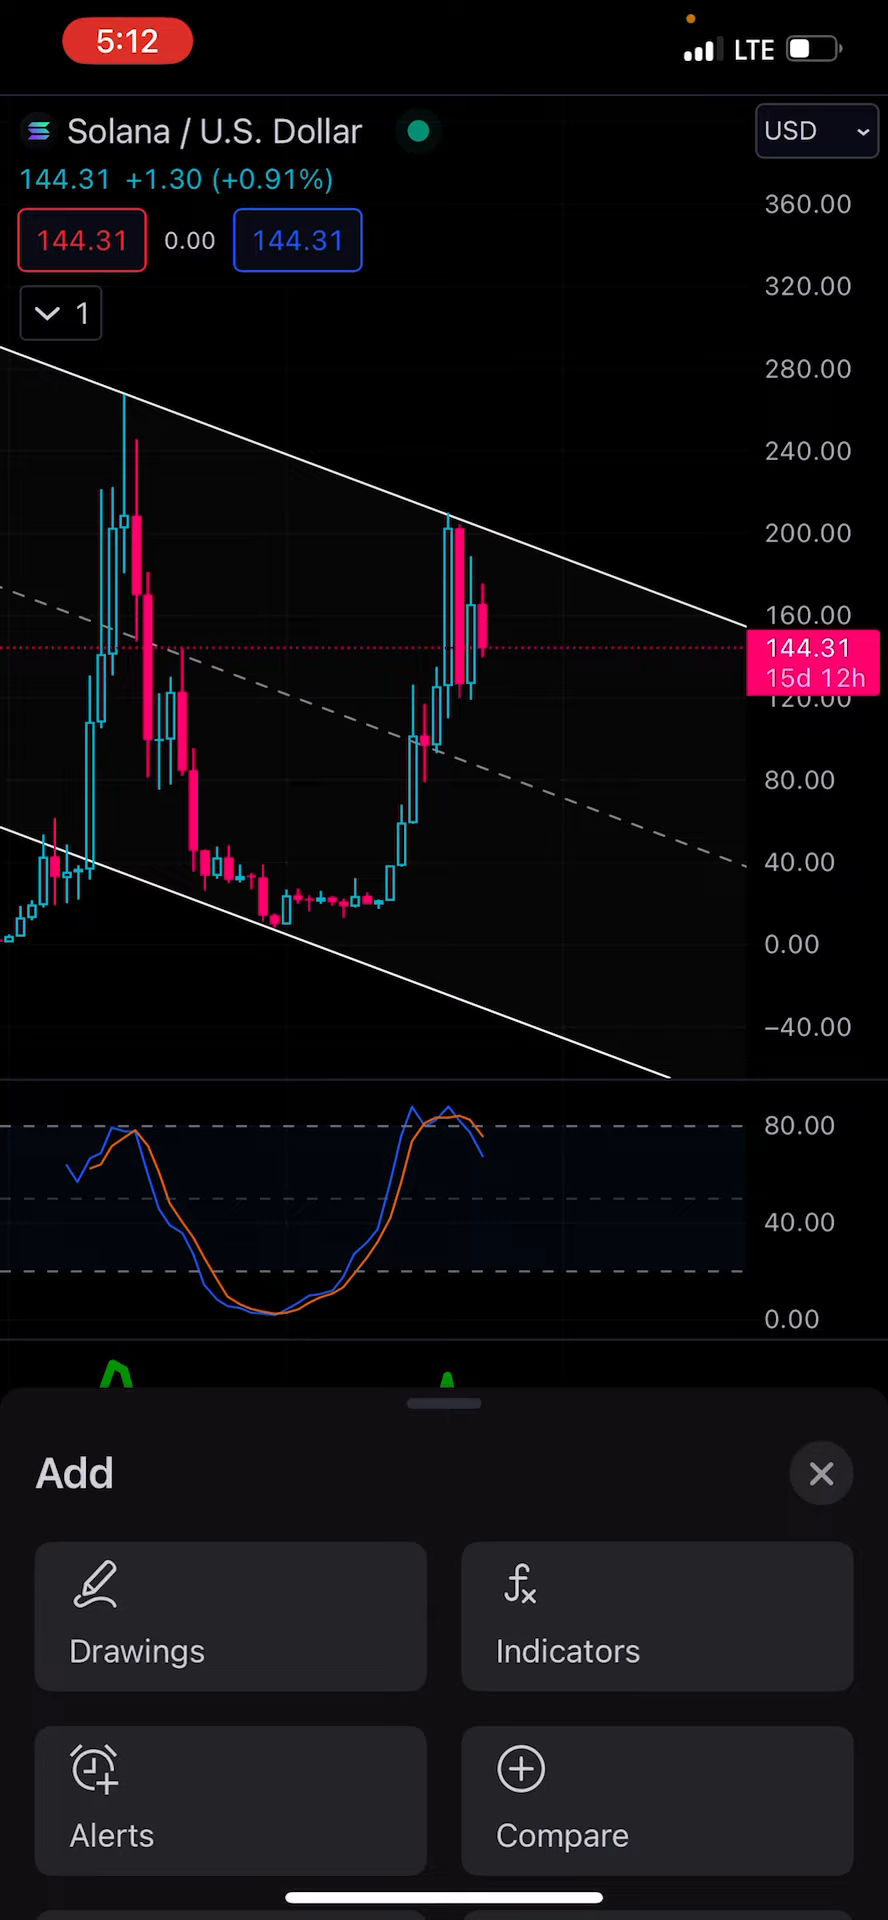 5:12
LTE
Solana / U.S. Dollar
USD
144.31 +1.30 (+0.91%)
144.31 0.00 144.31
1
360.00
320.00
280.00
240.00
200.00
160.00
144.31
15d 12h
120.00
80.00
40.00
0.00
−40.00
80.00
40.00
0.00
Add
Drawings
Indicators
Alerts
Compare